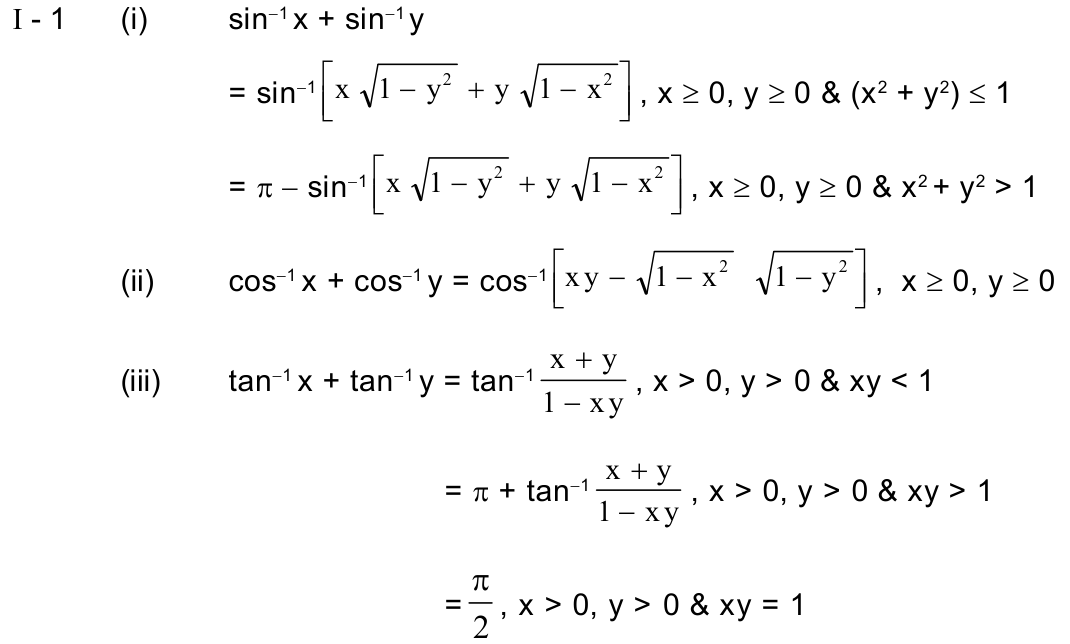 I - 1 (i) sin⁻¹x + sin⁻¹y
= sin⁻¹[x √(1 – y²) + y √(1 – x²)], x ≥ 0, y ≥ 0 & (x² + y²) ≤ 1
= π – sin⁻¹[x √(1 – y²) + y √(1 – x²)], x ≥ 0, y ≥ 0 & x² + y² > 1
(ii) cos⁻¹x + cos⁻¹y = cos⁻¹[xy – √(1 – x²) √(1 – y²)], x ≥ 0, y ≥ 0
(iii) tan⁻¹x + tan⁻¹y = tan⁻¹ (x + y)/(1 – xy), x > 0, y > 0 & xy < 1
= π + tan⁻¹ (x + y)/(1 – xy), x > 0, y > 0 & xy > 1
= π/2, x > 0, y > 0 & xy = 1